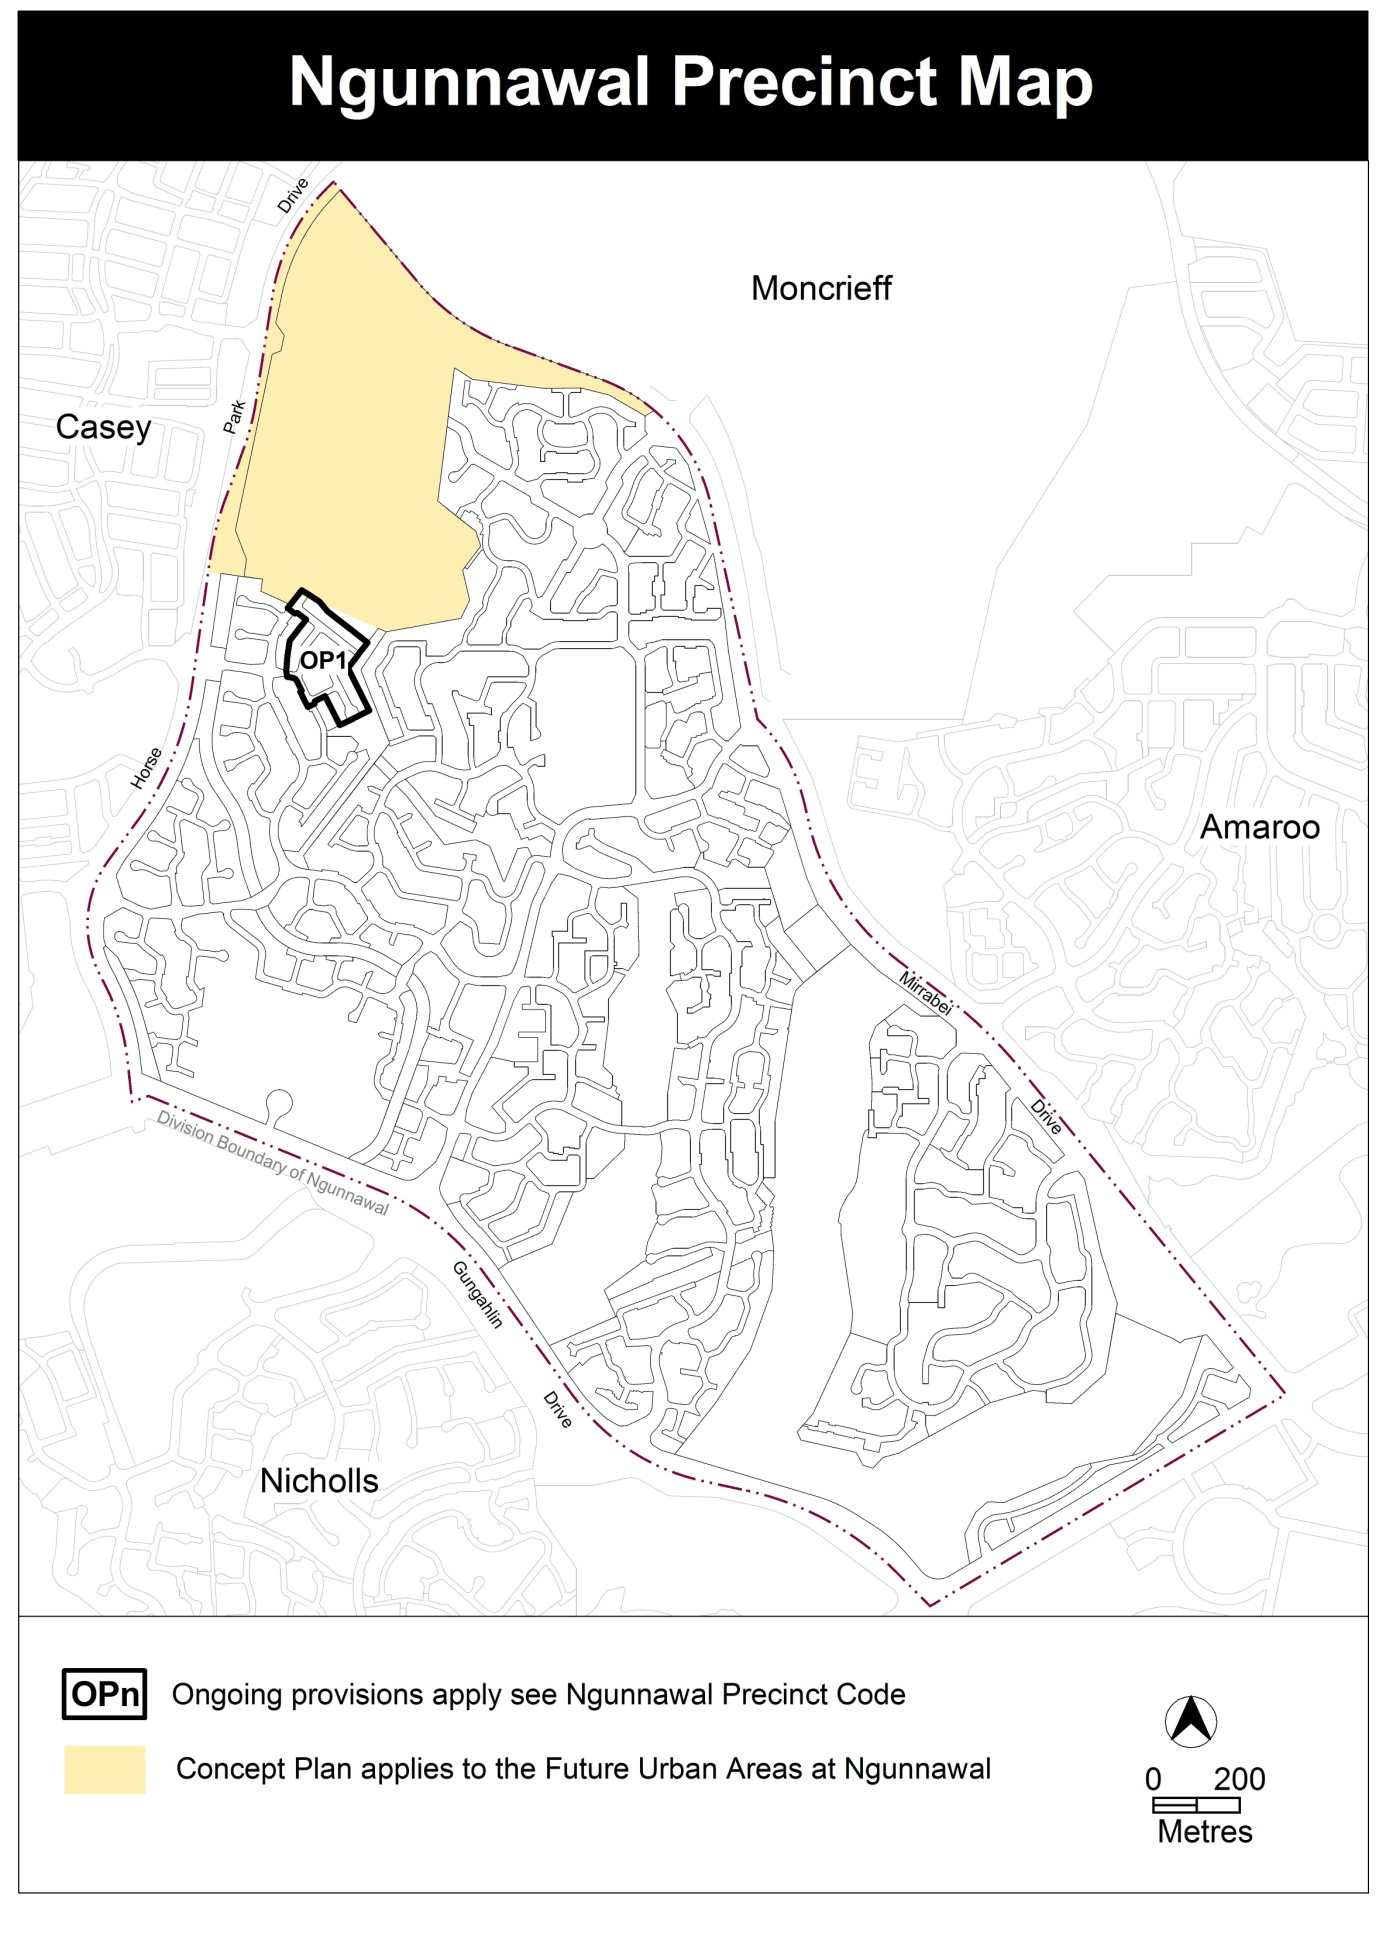 Ngunnawal Precinct Map
Drive
Moncrieff
Park
Casey
OP1
Horse
Amaroo
Mirrabei
Drive
Division Boundary of Ngunnawal
Gungahlin
Drive
Nicholls
OPn Ongoing provisions apply see Ngunnawal Precinct Code
Concept Plan applies to the Future Urban Areas at Ngunnawal
0 200
Metres